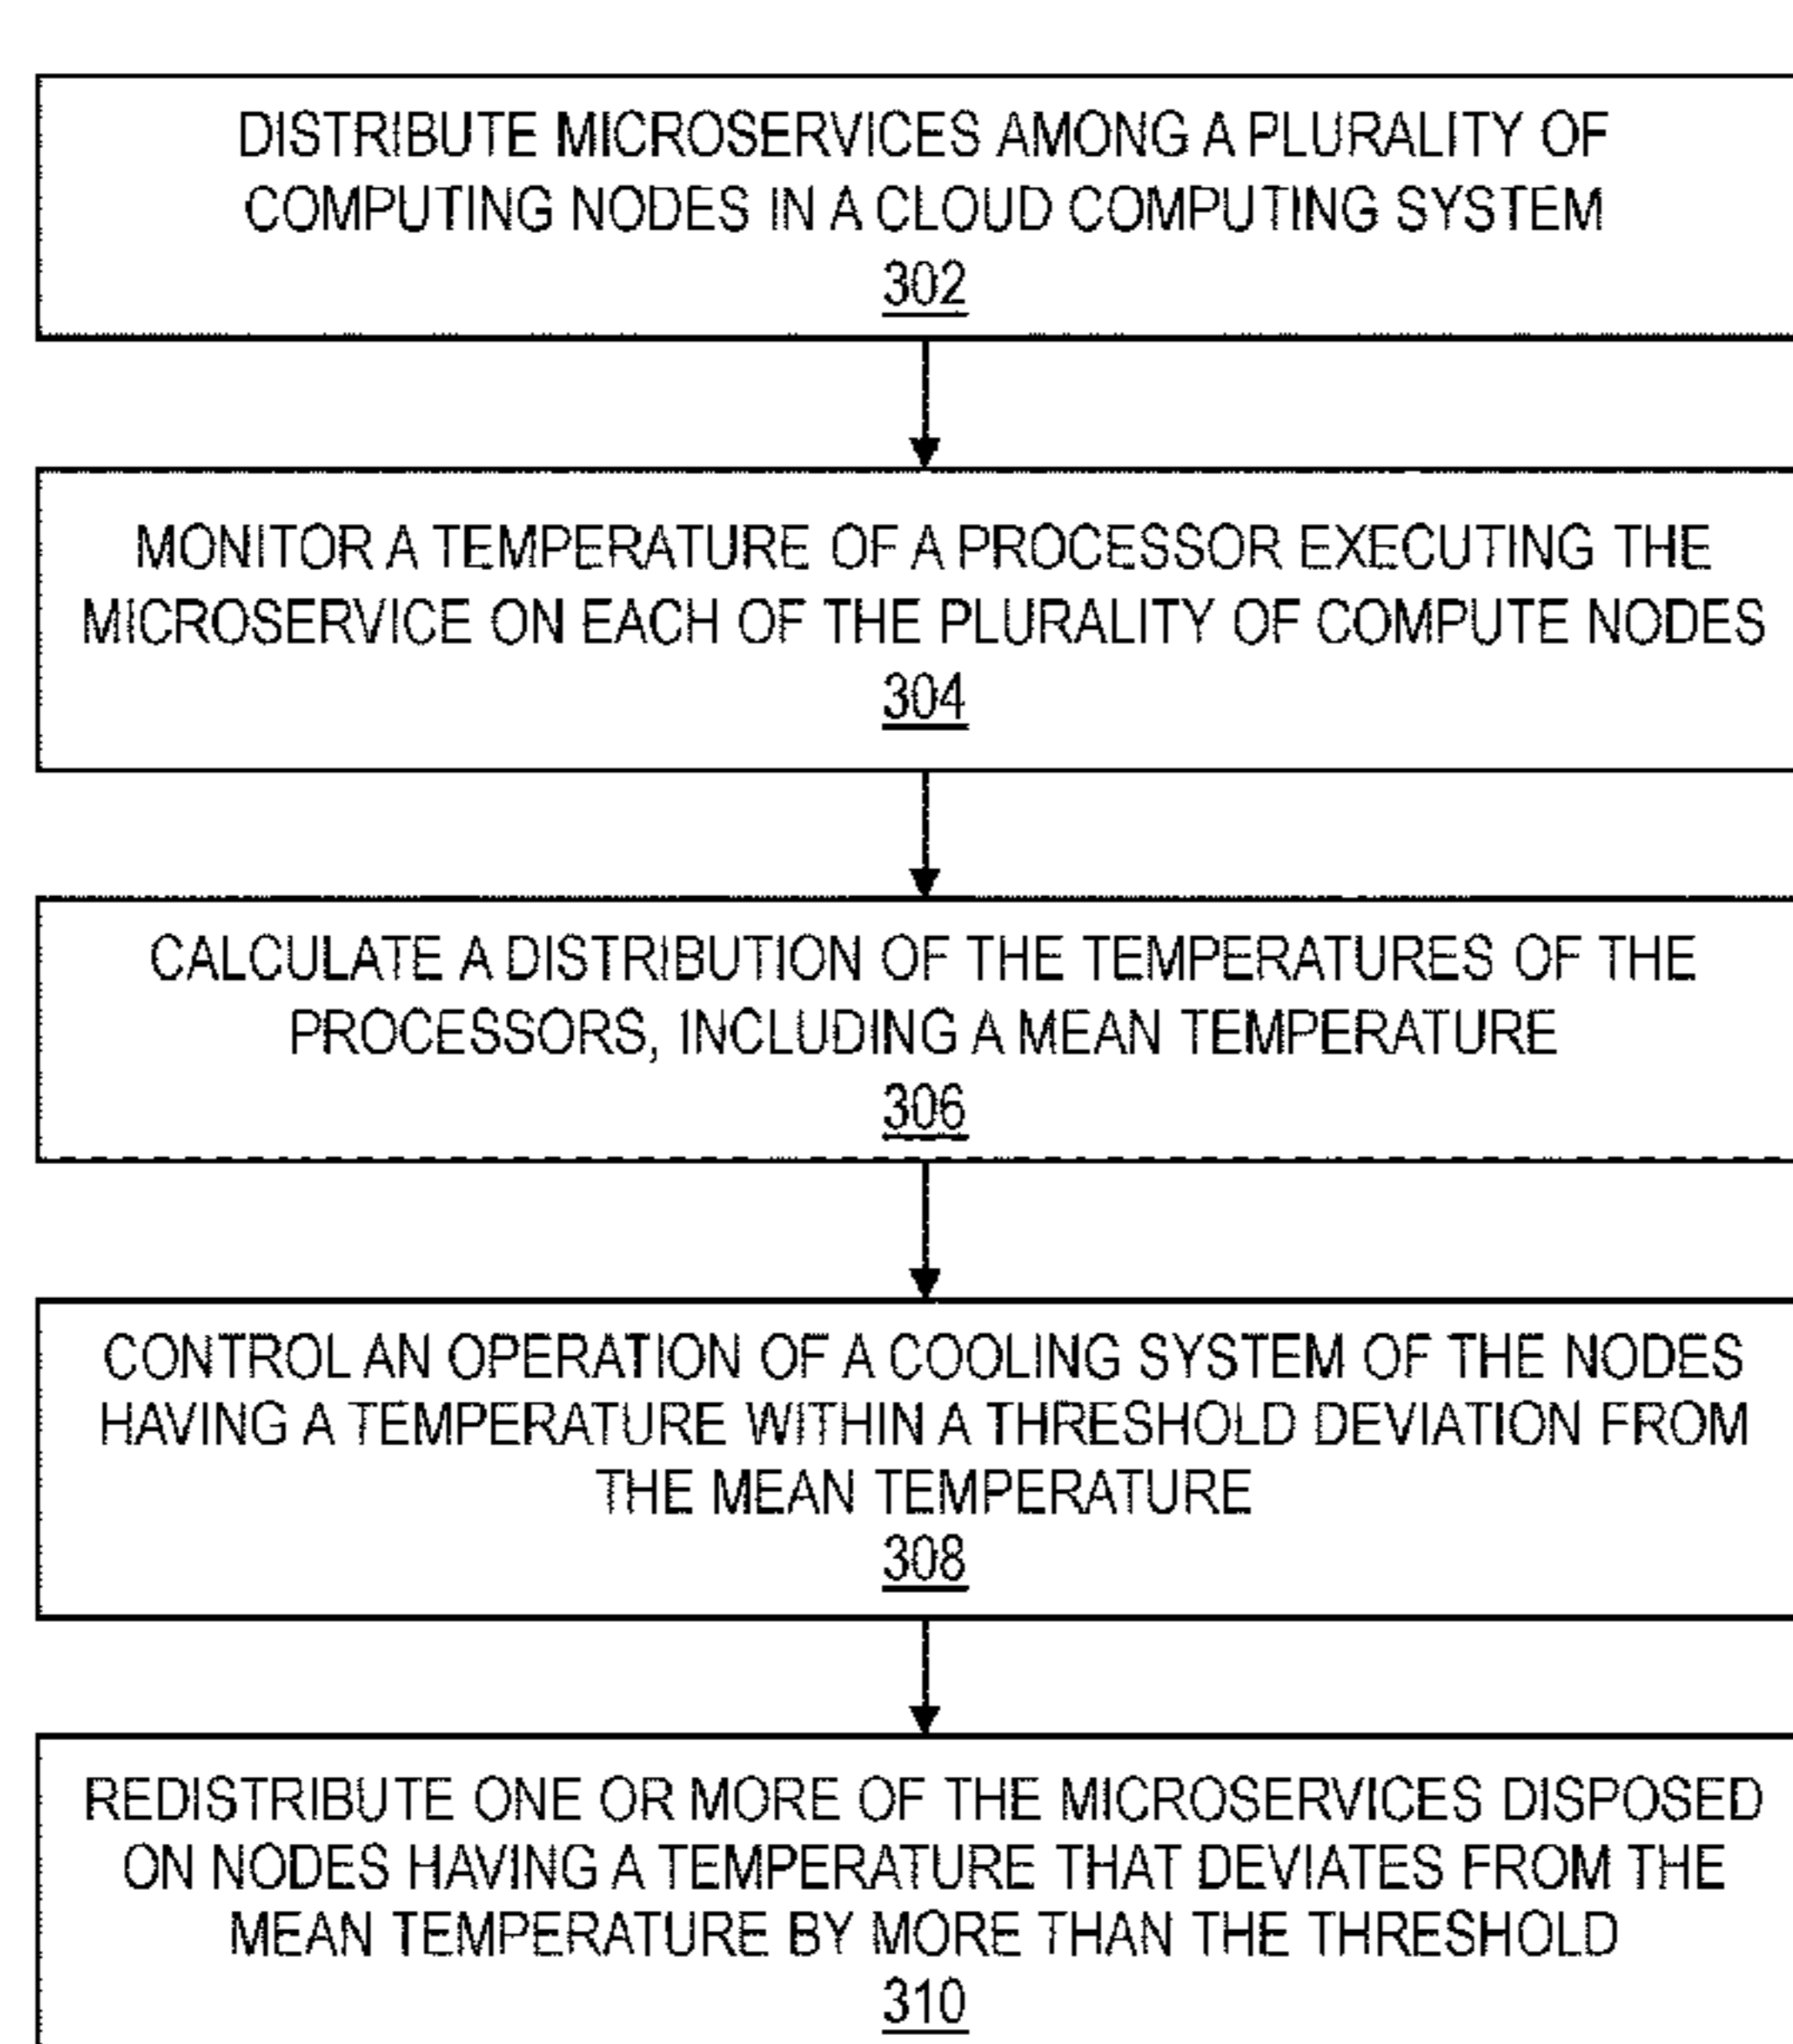 DISTRIBUTE MICROSERVICES AMONG A PLURALITY OF
COMPUTING NODES IN A CLOUD COMPUTING SYSTEM
302
MONITOR A TEMPERATURE OF A PROCESSOR EXECUTING THE
MICROSERVICE ON EACH OF THE PLURALITY OF COMPUTE NODES
304
CALCULATE A DISTRIBUTION OF THE TEMPERATURES OF THE
PROCESSORS, INCLUDING A MEAN TEMPERATURE
306
CONTROL AN OPERATION OF A COOLING SYSTEM OF THE NODES
HAVING A TEMPERATURE WITHIN A THRESHOLD DEVIATION FROM
THE MEAN TEMPERATURE
308
REDISTRIBUTE ONE OR MORE OF THE MICROSERVICES DISPOSED
ON NODES HAVING A TEMPERATURE THAT DEVIATES FROM THE
MEAN TEMPERATURE BY MORE THAN THE THRESHOLD
310